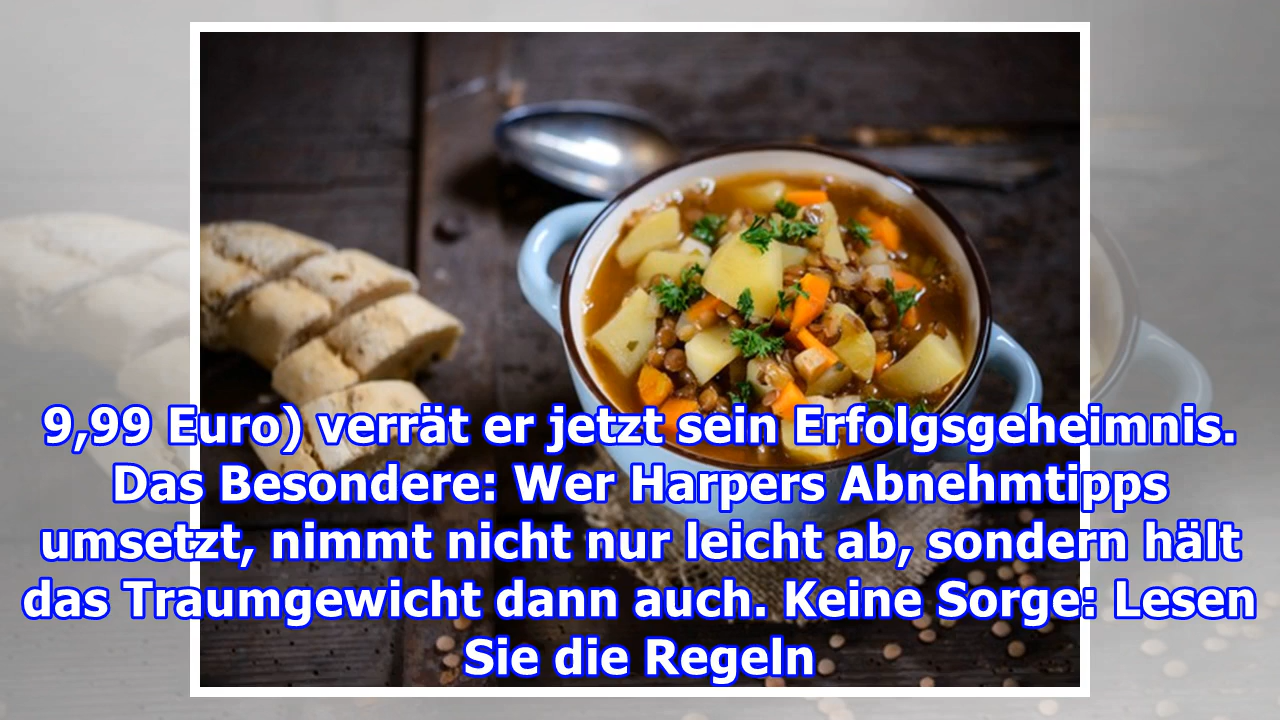 9,99 Euro) verrät er jetzt sein Erfolgsgeheimnis.
Das Besondere: Wer Harpers Abnehmtipps
umsetzt, nimmt nicht nur leicht ab, sondern hält
das Traumgewicht dann auch. Keine Sorge: Lesen
Sie die Regeln